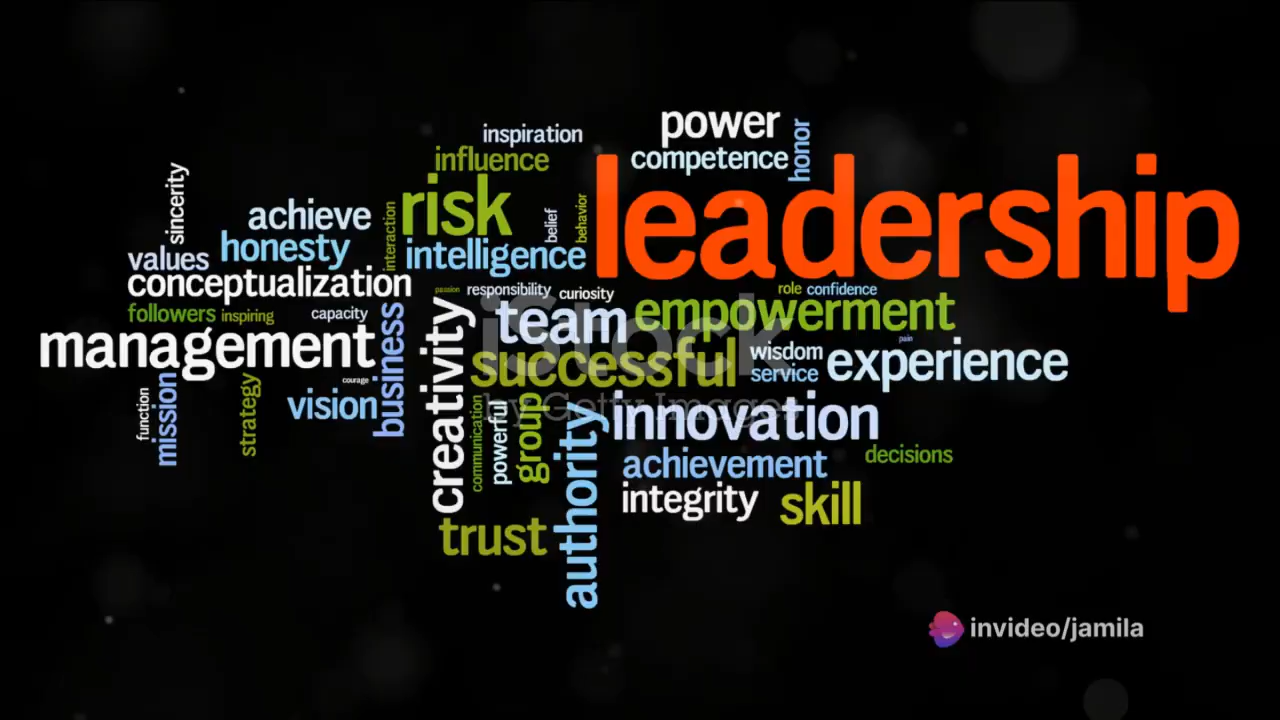 power
inspiration
honor
competence
influence
leadership
sincerity
risk
achieve
interaction
belief
behavior
honesty
intelligence
values
conceptualization
passion
responsibility
curiosity
role
confidence
followers
inspiring
capacity
business
creativity
team
empowerment
management
successful
wisdom
pain
experience
service
courage
function
mission
strategy
vision
communication
powerful
group
authority
innovation
achievement
decisions
integrity
skill
trust
iStock
by Getty Images
invideo/jamila